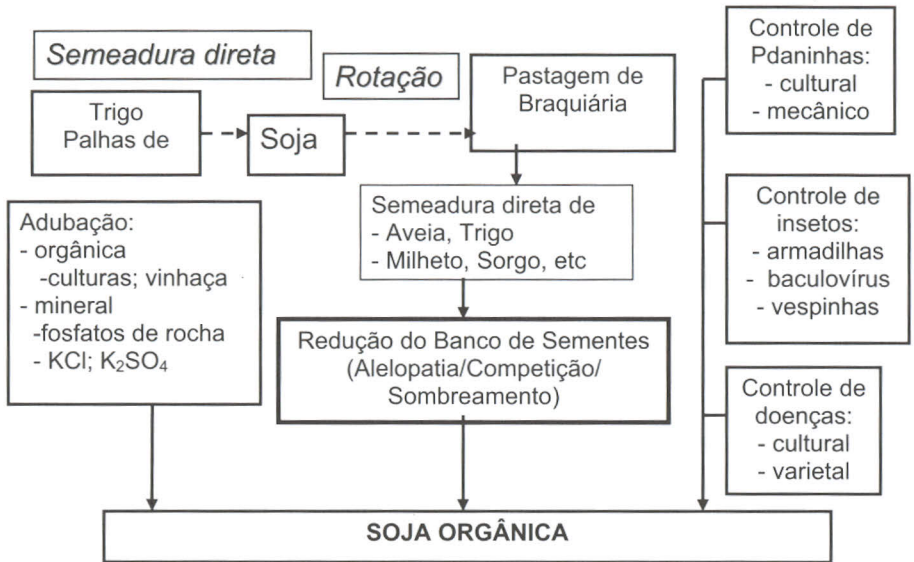 Semeadura direta
Rotação
Trigo
Palhas de
Soja
Pastagem de
Braquiária
Semeadura direta de
- Aveia, Trigo
- Milheto, Sorgo, etc
Redução do Banco de Sementes
(Alelopatia/Competição/
Sombreamento)
Adubação:
- orgânica
-culturas; vinhaça
- mineral
-fosfatos de rocha
- KCl; K₂SO₄
Controle de
Pdaninhas:
- cultural
- mecânico
Controle de
insetos:
- armadilhas
- baculovírus
- vespinhas
Controle de
doenças:
- cultural
- varietal
SOJA ORGÂNICA